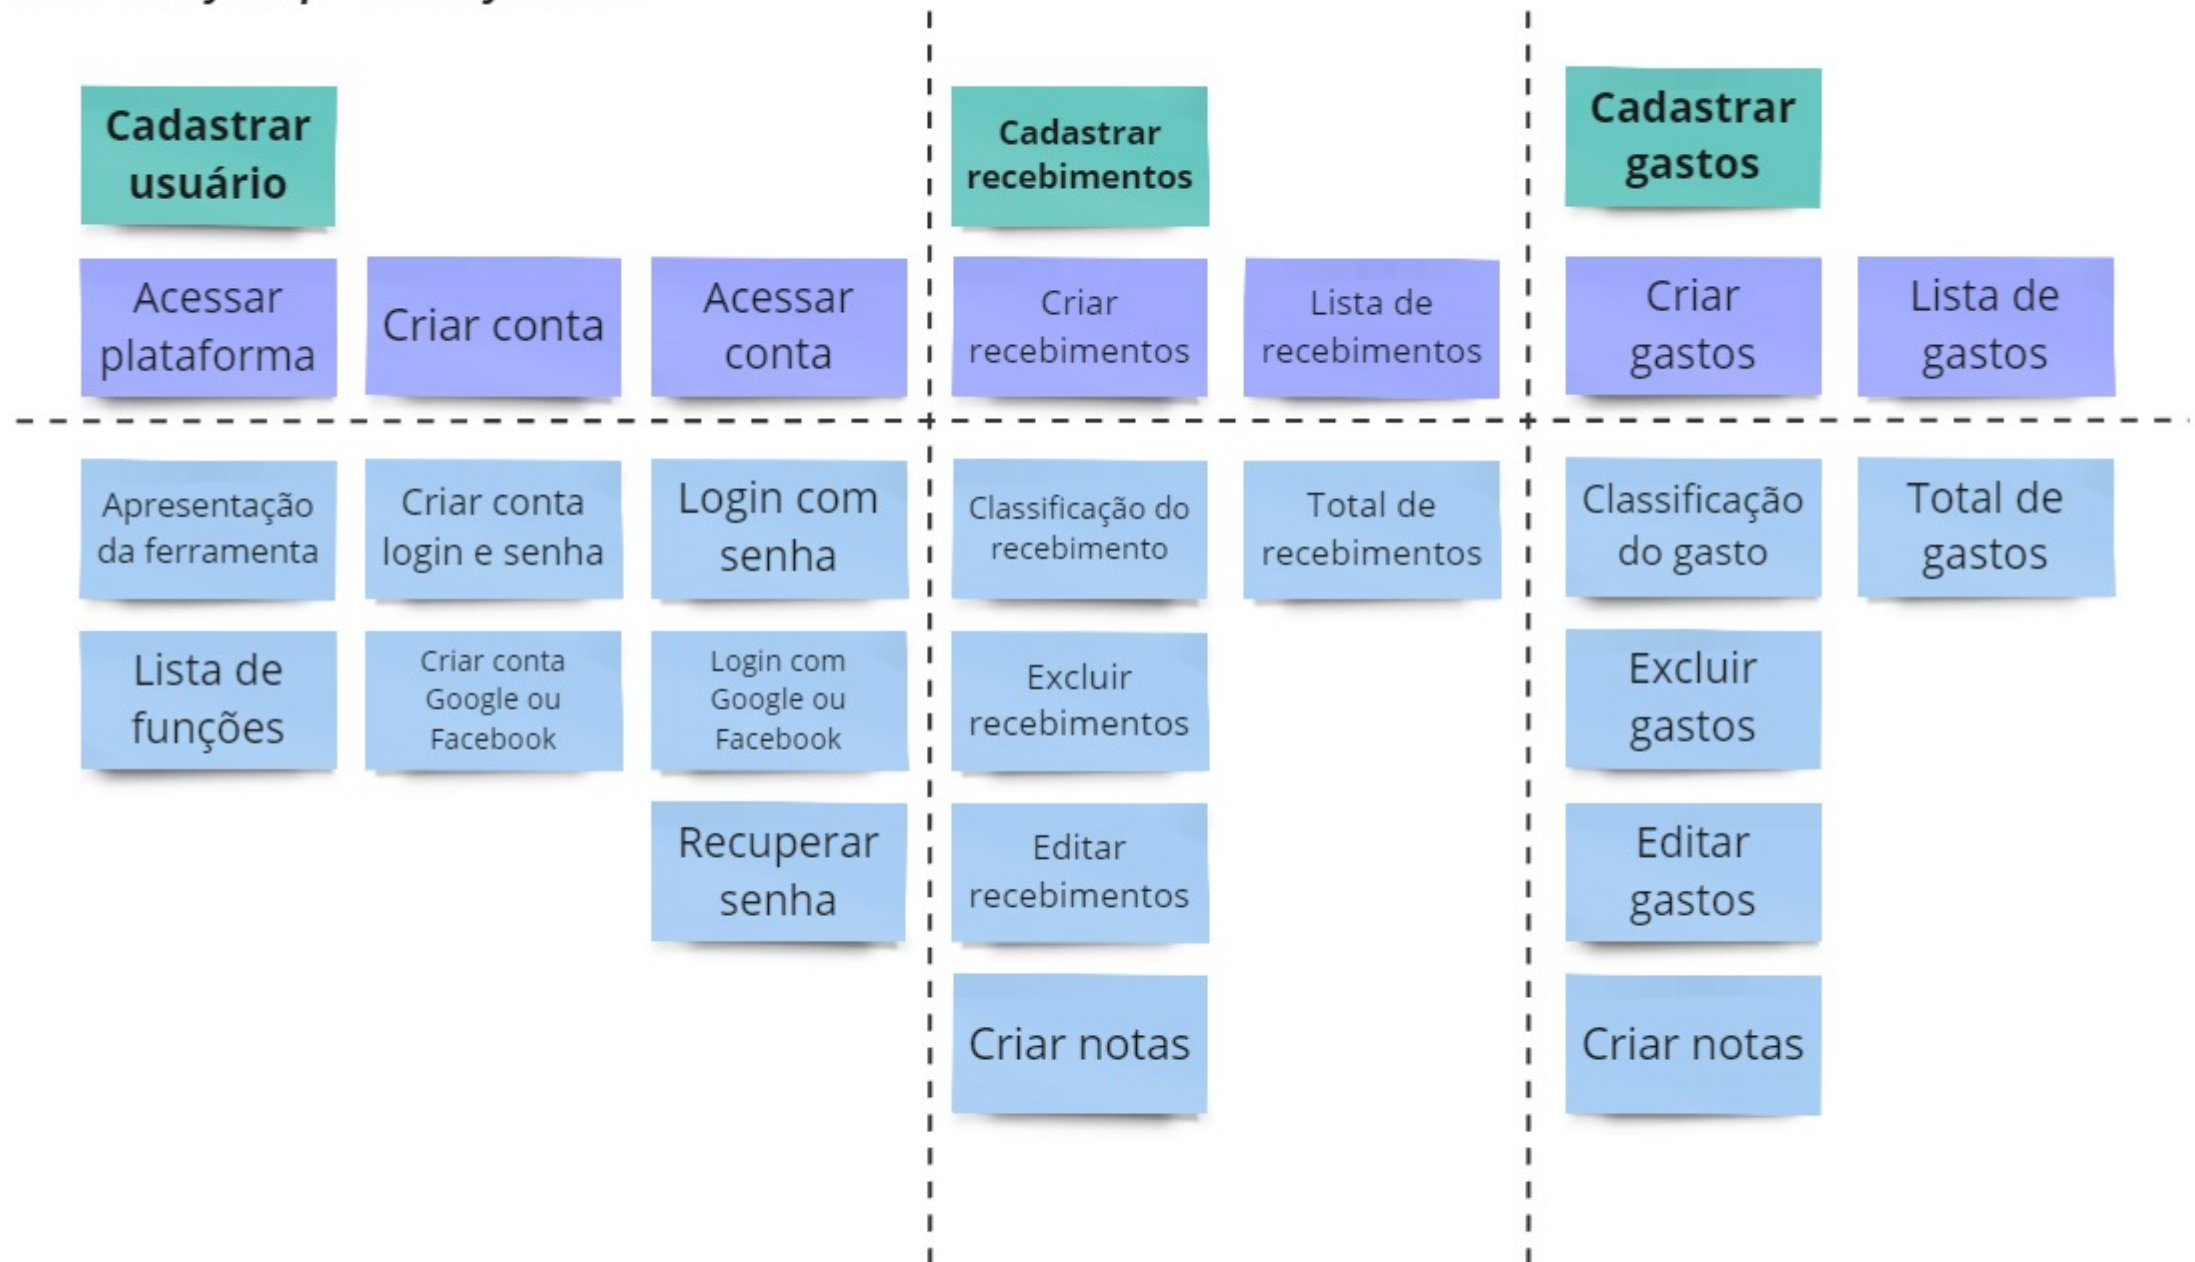 Cadastrar
usuário
Cadastrar
recebimentos
Cadastrar
gastos
Acessar
plataforma
Criar conta
Acessar
conta
Criar
recebimentos
Lista de
recebimentos
Criar
gastos
Lista de
gastos
Apresentação
da ferramenta
Criar conta
login e senha
Login com
senha
Classificação do
recebimento
Total de
recebimentos
Classificação
do gasto
Total de
gastos
Lista de
funções
Criar conta
Google ou
Facebook
Login com
Google ou
Facebook
Excluir
recebimentos
Excluir
gastos
Recuperar
senha
Editar
recebimentos
Editar
gastos
Criar notas
Criar notas